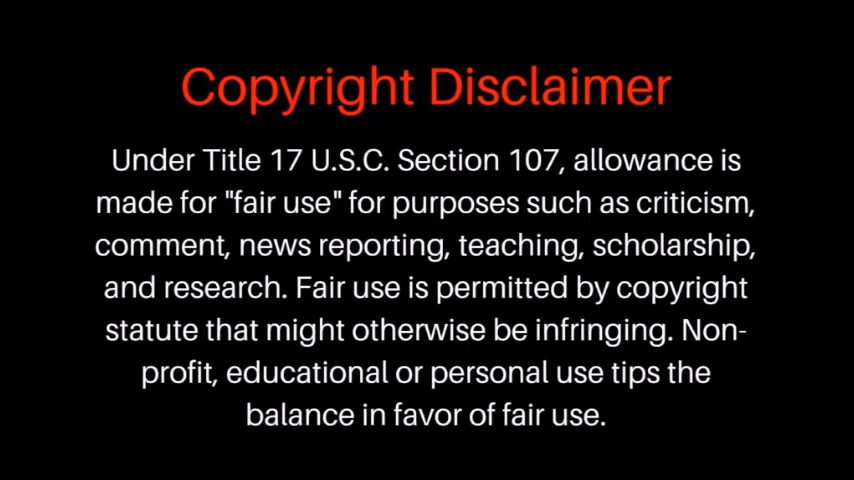 Copyright Disclaimer
Under Title 17 U.S.C. Section 107, allowance is
made for "fair use" for purposes such as criticism,
comment, news reporting, teaching, scholarship,
and research. Fair use is permitted by copyright
statute that might otherwise be infringing. Non-
profit, educational or personal use tips the
balance in favor of fair use.